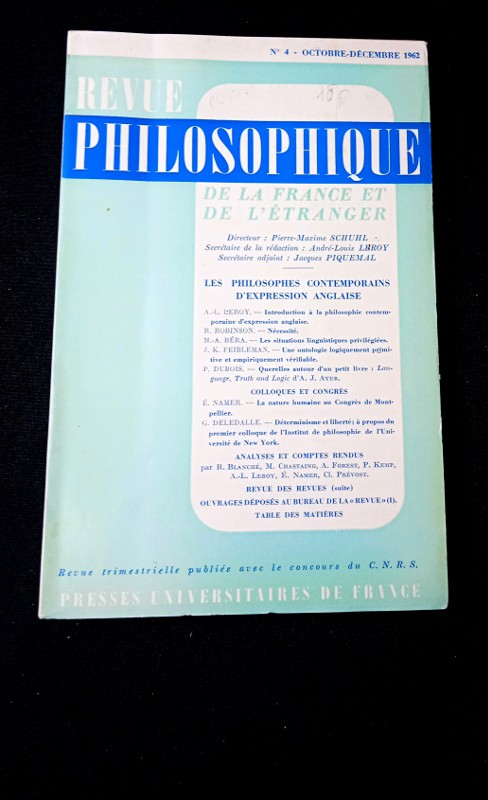 N° 4 - OCTOBRE-DÉCEMBRE 1962
REVUE
PHILOSOPHIQUE
DE LA FRANCE ET
DE L'ÉTRANGER
Directeur : Pierre-Maxime SCHUHL
Secrétaire de la rédaction : André-Louis LEROY
Secrétaire adjoint : Jacques PIQUEMAL
LES PHILOSOPHES CONTEMPORAINS
D'EXPRESSION ANGLAISE
A.-L. LEROY. — Introduction à la philosophie contem-
poraine d'expression anglaise.
R. ROBINSON. — Nécessité.
M.-A. BÉRA. — Les situations linguistiques privilégiées.
J. K. FEIBLEMAN. — Une ontologie logiquement primi-
tive et empiriquement vérifiable.
P. DUBOIS. — Querelles autour d'un petit livre : Lan-
guage, Truth and Logic d'A. J. AYER.
COLLOQUES ET CONGRÈS
É. NAMER. — La nature humaine au Congrès de Mont-
pellier.
G. DELEDALLE. — Déterminisme et liberté ; à propos du
premier colloque de l'Institut de philosophie de l'Uni-
versité de New York.
ANALYSES ET COMPTES RENDUS
par R. BLANCHÉ, M. CHASTAING, A. FOREST, P. KEMP,
A.-L. LEROY, É. NAMER, Cl. PRÉVOST.
REVUE DES REVUES (suite)
OUVRAGES DÉPOSÉS AU BUREAU DE LA « REVUE » (I).
TABLE DES MATIÈRES
Revue trimestrielle publiée avec le concours du C.N.R.S.
PRESSES UNIVERSITAIRES DE FRANCE